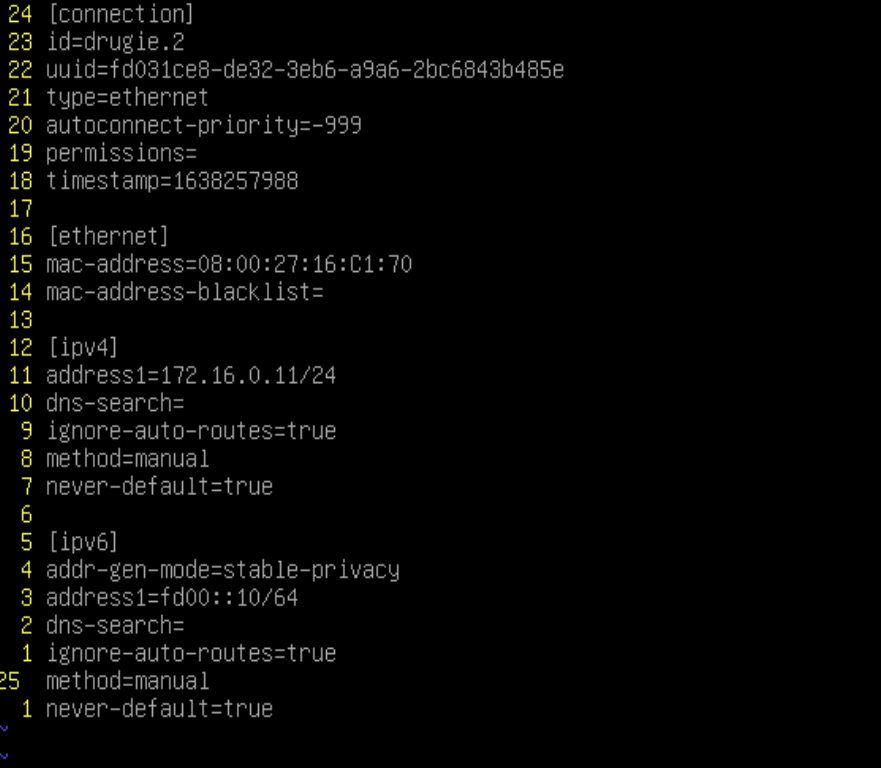 24 [connection]
23 id=drugie.2
22 uuid=fd031ce8-de32-3eb6-a9a6-2bc6843b485e
21 type=ethernet
20 autoconnect-priority=-999
19 permissions=
18 timestamp=1638257988
17
16 [ethernet]
15 mac-address=08:00:27:16:C1:70
14 mac-address-blacklist=
13
12 [ipv4]
11 address1=172.16.0.11/24
10 dns-search=
9 ignore-auto-routes=true
8 method=manual
7 never-default=true
6
5 [ipv6]
4 addr-gen-mode=stable-privacy
3 address1=fd00::10/64
2 dns-search=
1 ignore-auto-routes=true
25 method=manual
1 never-default=true
~
~